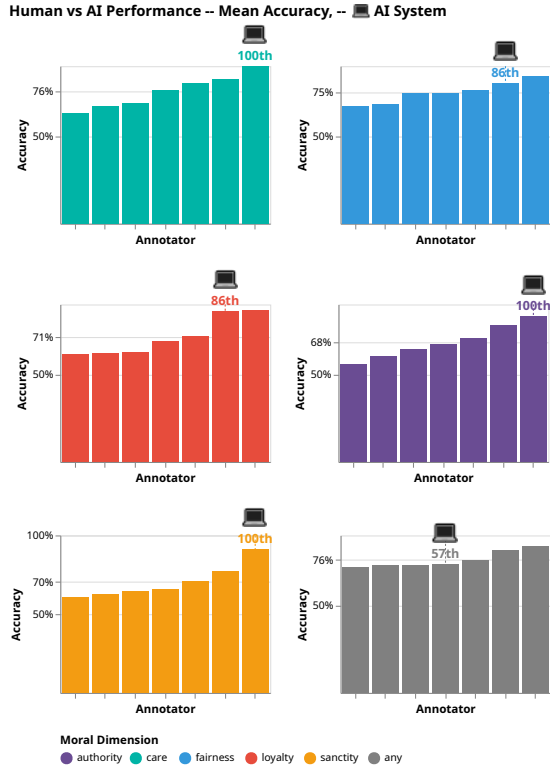 Human vs AI Performance -- Mean Accuracy, -- 💻 AI System
100th
76%
50%
Accuracy
Annotator
86th
75%
50%
Accuracy
Annotator
86th
71%
50%
Accuracy
Annotator
100th
68%
50%
Accuracy
Annotator
100th
100%
70%
50%
Accuracy
Annotator
57th
76%
50%
Accuracy
Annotator
Moral Dimension
authority care fairness loyalty sanctity any